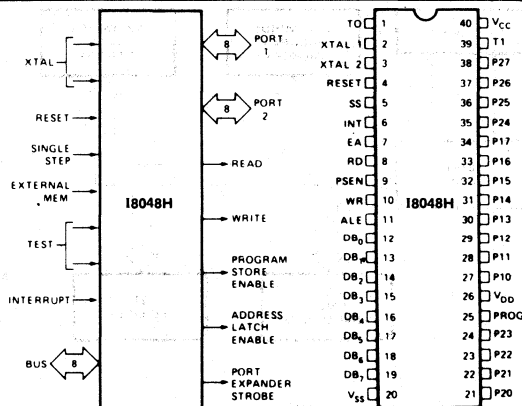 XTAL
RESET
SINGLE
STEP
EXTERNAL
MEM
TEST
INTERRUPT
BUS
8
I8048H
8
PORT
1
8
PORT
2
READ
WRITE
PROGRAM
STORE
ENABLE
ADDRESS
LATCH
ENABLE
PORT
EXPANDER
STROBE
TO 1 40 VCC
XTAL 1 2 39 T1
XTAL 2 3 38 P27
RESET 4 37 P26
SS 5 36 P25
INT 6 35 P24
EA 7 34 P17
RD 8 33 P16
PSEN 9 32 P15
WR 10 I8048H 31 P14
ALE 11 30 P13
DB0 12 29 P12
DB1 13 28 P11
DB2 14 27 P10
DB3 15 26 VDD
DB4 16 25 PROG
DB5 17 24 P23
DB6 18 23 P22
DB7 19 22 P21
VSS 20 21 P20